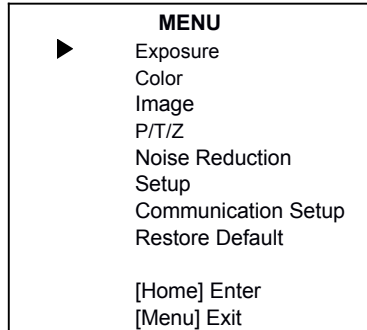 MENU
Exposure
Color
Image
P/T/Z
Noise Reduction
Setup
Communication Setup
Restore Default
[Home] Enter
[Menu] Exit